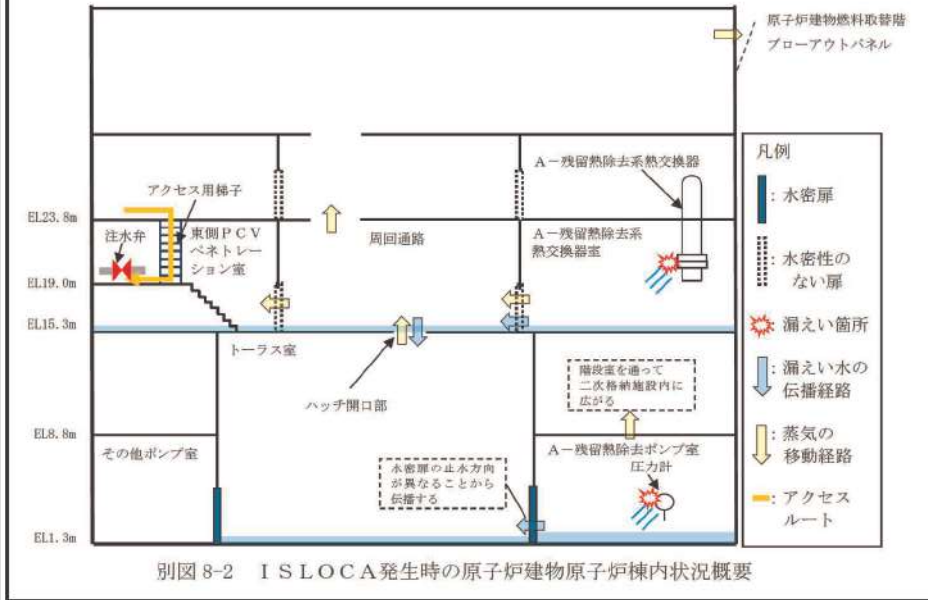 原子炉建物燃料取替階
ブローアウトパネル
凡例
: 水密扉
: 水密性の
ない扉
: 漏えい箇所
: 漏えい水の
伝播経路
: 蒸気の
移動経路
: アクセス
ルート
A－残留熱除去系熱交換器
アクセス用梯子
EL23.8m
注水弁
東側PCV
ペネトレー
ション室
周回通路
A－残留熱除去系
熱交換器室
EL19.0m
EL15.3m
トーラス室
ハッチ開口部
階段室を通って
二次格納施設内に
広がる
EL8.8m
その他ポンプ室
A－残留熱除去ポンプ室
圧力計
水密扉の止水方向
が異なることから
伝播する
EL1.3m
別図 8-2 ＩＳＬＯＣＡ発生時の原子炉建物原子炉棟内状況概要